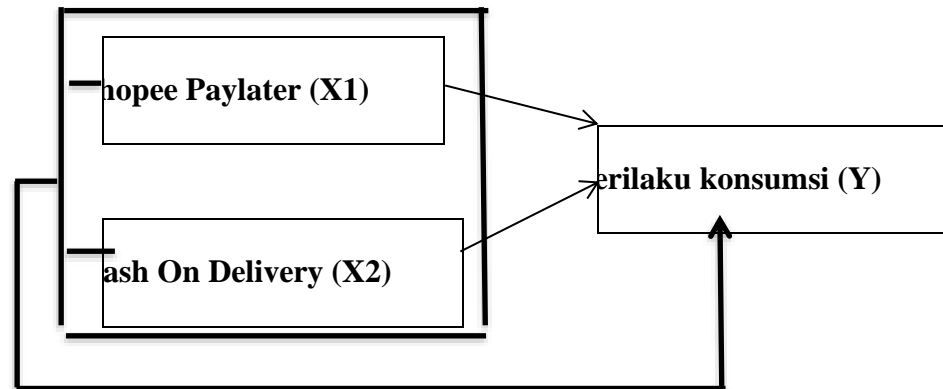 hopee Paylater (X1)
erilaku konsumsi (Y)
ash On Delivery (X2)